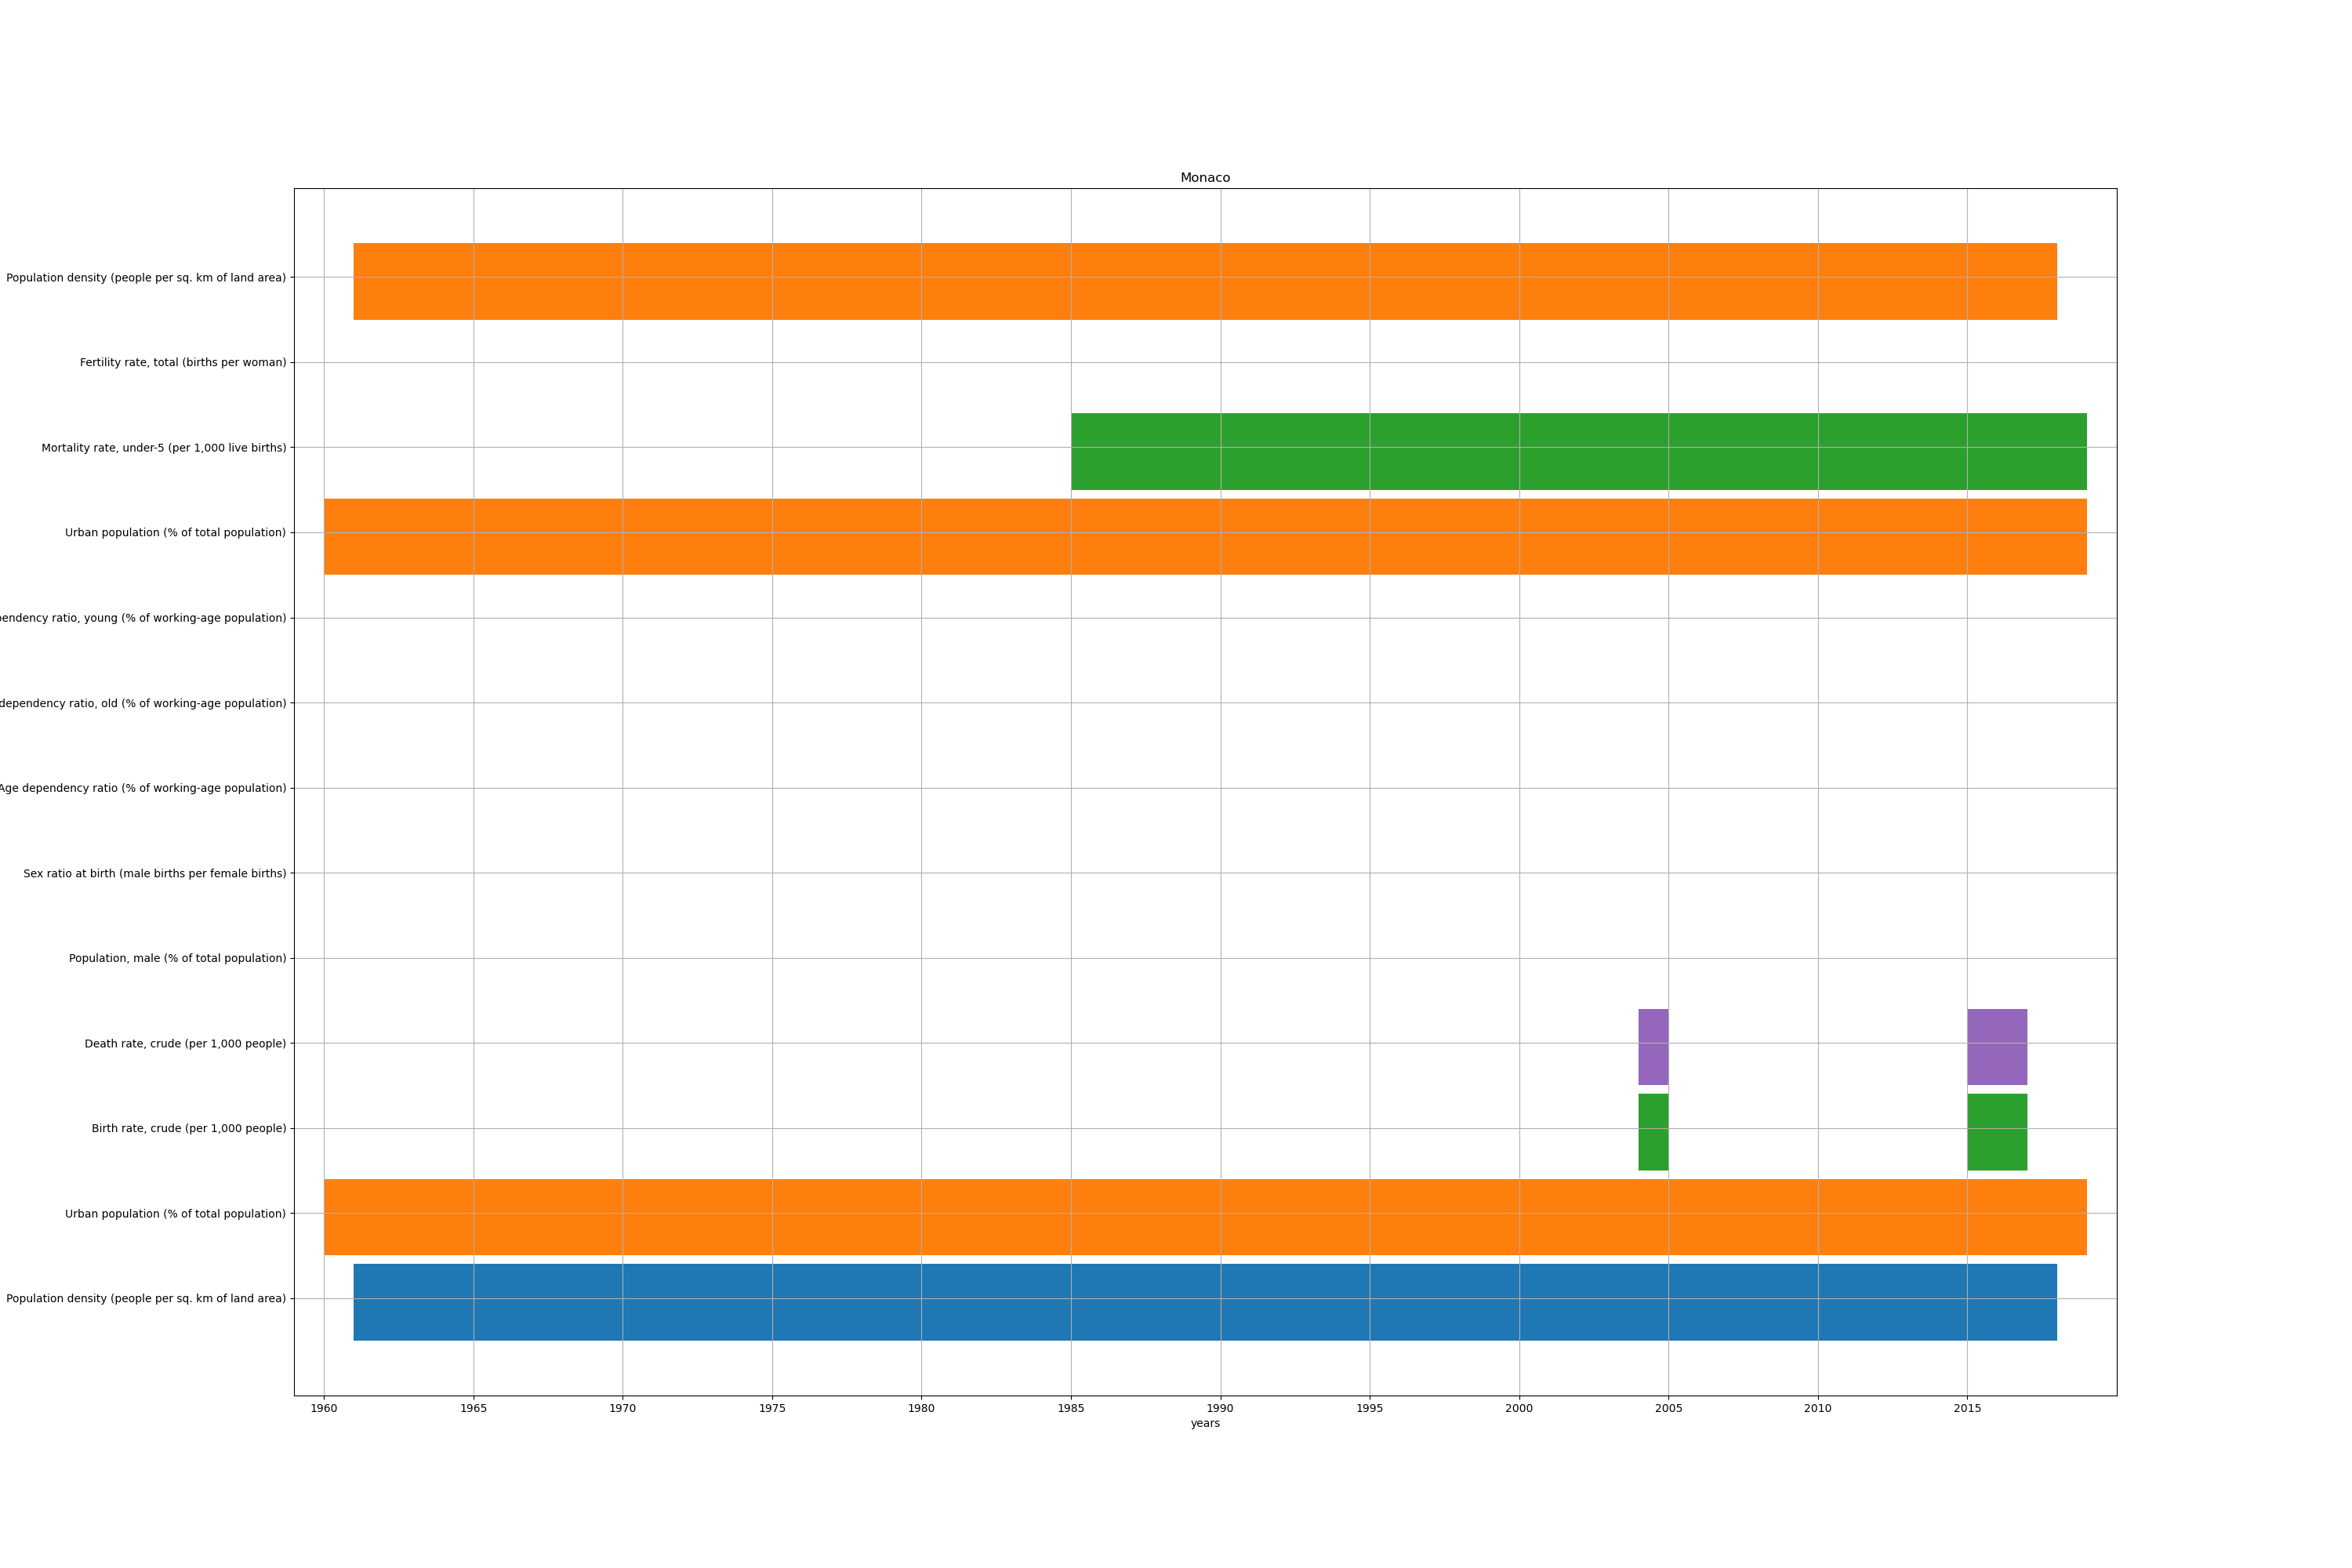 Monaco
Population density (people per sq. km of land area)
Fertility rate, total (births per woman)
Mortality rate, under-5 (per 1,000 live births)
Urban population (% of total population)
ratio, young (% of working-age population)
dependency ratio, old (% of working-age population)
Age dependency ratio (% of working-age population)
Sex ratio at birth (male births per female births)
Population, male (% of total population)
Death rate, crude (per 1,000 people)
Birth rate, crude (per 1,000 people)
Urban population (% of total population)
Population density (people per sq. km of land area)
1960 1965 1970 1975 1980 1985 1990 1995 2000 2005 2010 2015
years